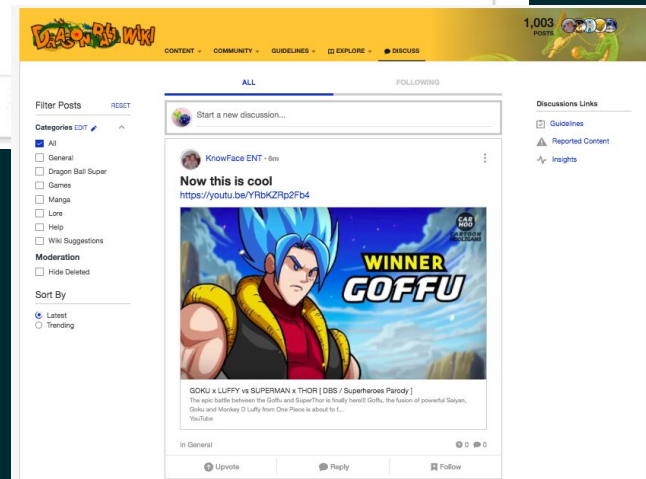 DRAGON BALL WIKI
CONTENT
COMMUNITY
GUIDELINES
EXPLORE
DISCUSS
1,003
POSTS
ALL
FOLLOWING
Filter Posts
RESET
Categories EDIT
All
General
Dragon Ball Super
Games
Manga
Lore
Help
Wiki Suggestions
Moderation
Hide Deleted
Sort By
Latest
Trending
Start a new discussion...
KnowFace ENT • 6m
Now this is cool
https://youtu.be/YRbKZRp2Fb4
CAR
HOO
CARTOON
HOOLIGANS
WINNER
GOFFU
GOKU x LUFFY vs SUPERMAN x THOR [ DBS / Superheroes Parody ]
The epic battle between the Goffu and SuperThor is finally here!! Goffu, the fusion of powerful Saiyan,
Goku and Monkey D Luffy from One Piece is about to f...
YouTube
in General
0
0
Upvote
Reply
Follow
Discussions Links
Guidelines
Reported Content
Insights